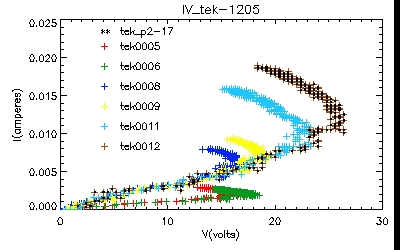 IV_tek-1205
0.025
0.020
0.015
0.010
0.005
0.000
I(amperes)
** tek_p2-17
+ tek0005
+ tek0006
+ tek0008
+ tek0009
+ tek0011
+ tek0012
0 10 20 30
V(volts)